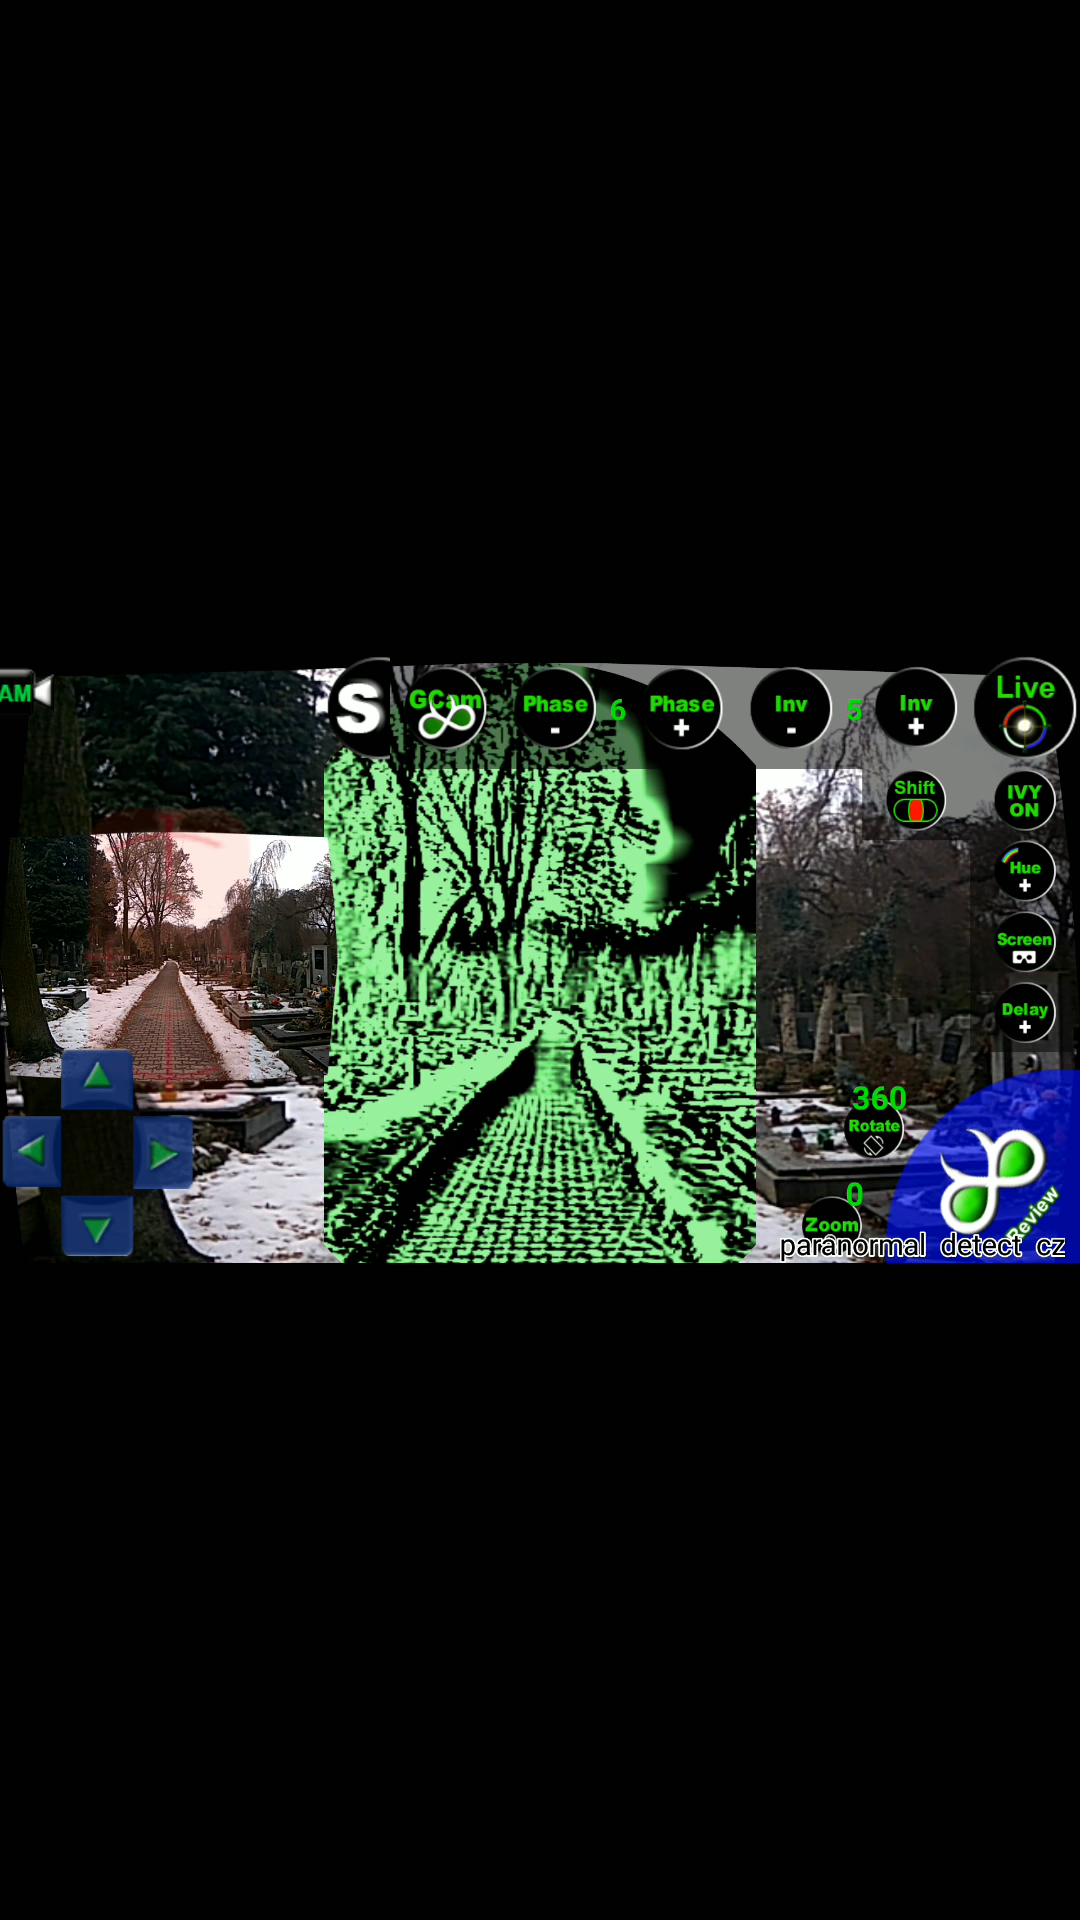 AM
S
GCam
Phase
-
6
Phase
+
Inv
-
5
Inv
+
Live
Shift
IVY
ON
Hue
+
Screen
Delay
+
360
Rotate
0
Zoom
Review
paranormal detect cz